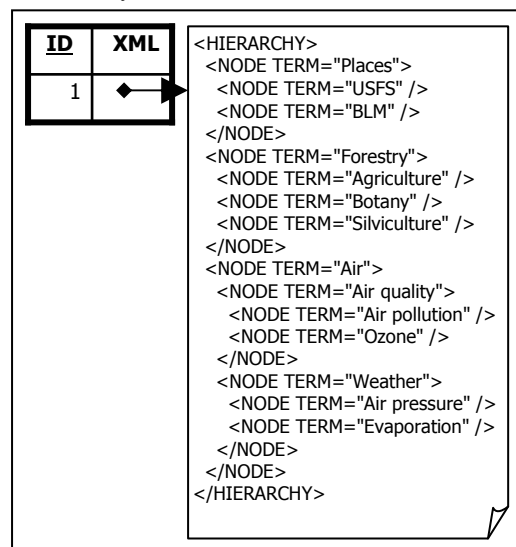 ID XML
1
<HIERARCHY>
<NODE TERM="Places">
<NODE TERM="USFS" />
<NODE TERM="BLM" />
</NODE>
<NODE TERM="Forestry">
<NODE TERM="Agriculture" />
<NODE TERM="Botany" />
<NODE TERM="Silviculture" />
</NODE>
<NODE TERM="Air">
<NODE TERM="Air quality">
<NODE TERM="Air pollution" />
<NODE TERM="Ozone" />
</NODE>
<NODE TERM="Weather">
<NODE TERM="Air pressure" />
<NODE TERM="Evaporation" />
</NODE>
</NODE>
</HIERARCHY>